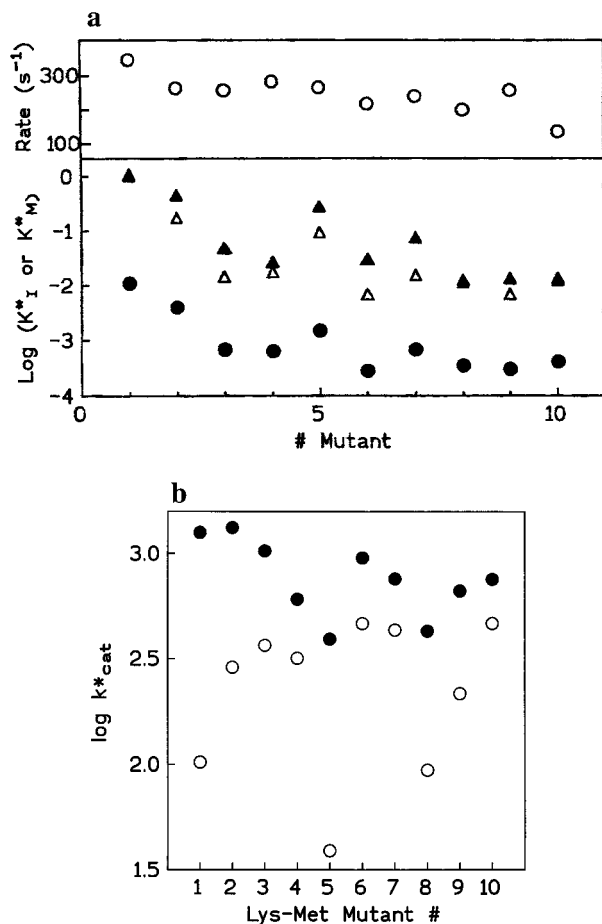 a
Rate (s⁻¹)
300
100
Log (K*I or K*M)
0
-1
-2
-3
-4
0 5 10
# Mutant
b
log k*cat
3.0
2.5
2.0
1.5
1 2 3 4 5 6 7 8 9 10
Lys-Met Mutant #